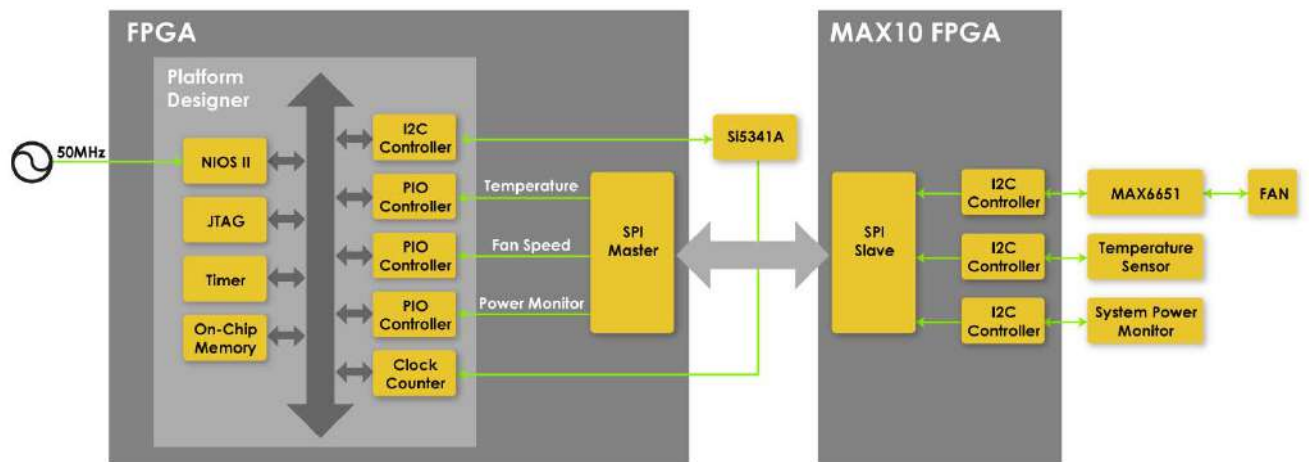 FPGA
MAX10 FPGA
Platform
Designer
50MHz
NIOS II
JTAG
Timer
On-Chip
Memory
I2C
Controller
PIO
Controller
PIO
Controller
PIO
Controller
Clock
Counter
Temperature
Fan Speed
Power Monitor
SPI
Master
Si5341A
SPI
Slave
I2C
Controller
I2C
Controller
I2C
Controller
MAX6651
FAN
Temperature
Sensor
System Power
Monitor